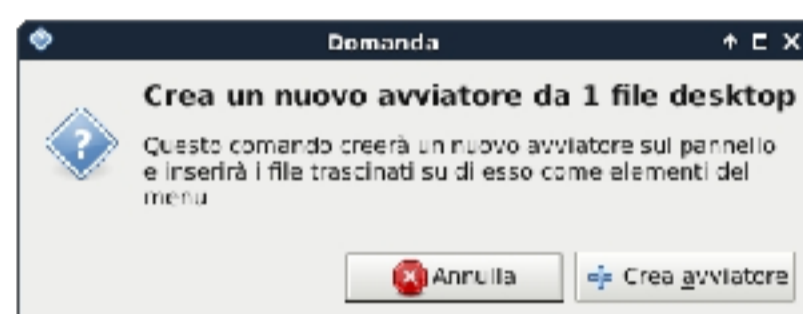 Domanda
Crea un nuovo avviatore da 1 file desktop
Questo comando creerà un nuovo avviatore sul pannello
e inserirà i file trascinati su di esso come elementi del
menu
Annulla
Crea avviatore